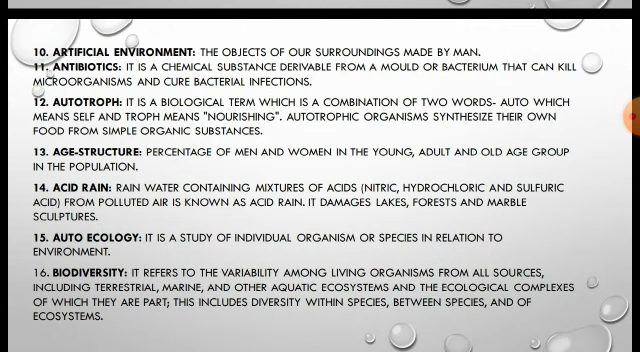 10. ARTIFICIAL ENVIRONMENT: THE OBJECTS OF OUR SURROUNDINGS MADE BY MAN.
11. ANTIBIOTICS: IT IS A CHEMICAL SUBSTANCE DERIVABLE FROM A MOULD OR BACTERIUM THAT CAN KILL
MICROORGANISMS AND CURE BACTERIAL INFECTIONS.
12. AUTOTROPH: IT IS A BIOLOGICAL TERM WHICH IS A COMBINATION OF TWO WORDS- AUTO WHICH
MEANS SELF AND TROPH MEANS "NOURISHING". AUTOTROPHIC ORGANISMS SYNTHESIZE THEIR OWN
FOOD FROM SIMPLE ORGANIC SUBSTANCES.
13. AGE-STRUCTURE: PERCENTAGE OF MEN AND WOMEN IN THE YOUNG, ADULT AND OLD AGE GROUP
IN THE POPULATION.
14. ACID RAIN: RAIN WATER CONTAINING MIXTURES OF ACIDS (NITRIC, HYDROCHLORIC AND SULFURIC
ACID) FROM POLLUTED AIR IS KNOWN AS ACID RAIN. IT DAMAGES LAKES, FORESTS AND MARBLE
SCULPTURES.
15. AUTO ECOLOGY: IT IS A STUDY OF INDIVIDUAL ORGANISM OR SPECIES IN RELATION TO
ENVIRONMENT.
16. BIODIVERSITY: IT REFERS TO THE VARIABILITY AMONG LIVING ORGANISMS FROM ALL SOURCES,
INCLUDING TERRESTRIAL, MARINE, AND OTHER AQUATIC ECOSYSTEMS AND THE ECOLOGICAL COMPLEXES
OF WHICH THEY ARE PART; THIS INCLUDES DIVERSITY WITHIN SPECIES, BETWEEN SPECIES, AND OF
ECOSYSTEMS.